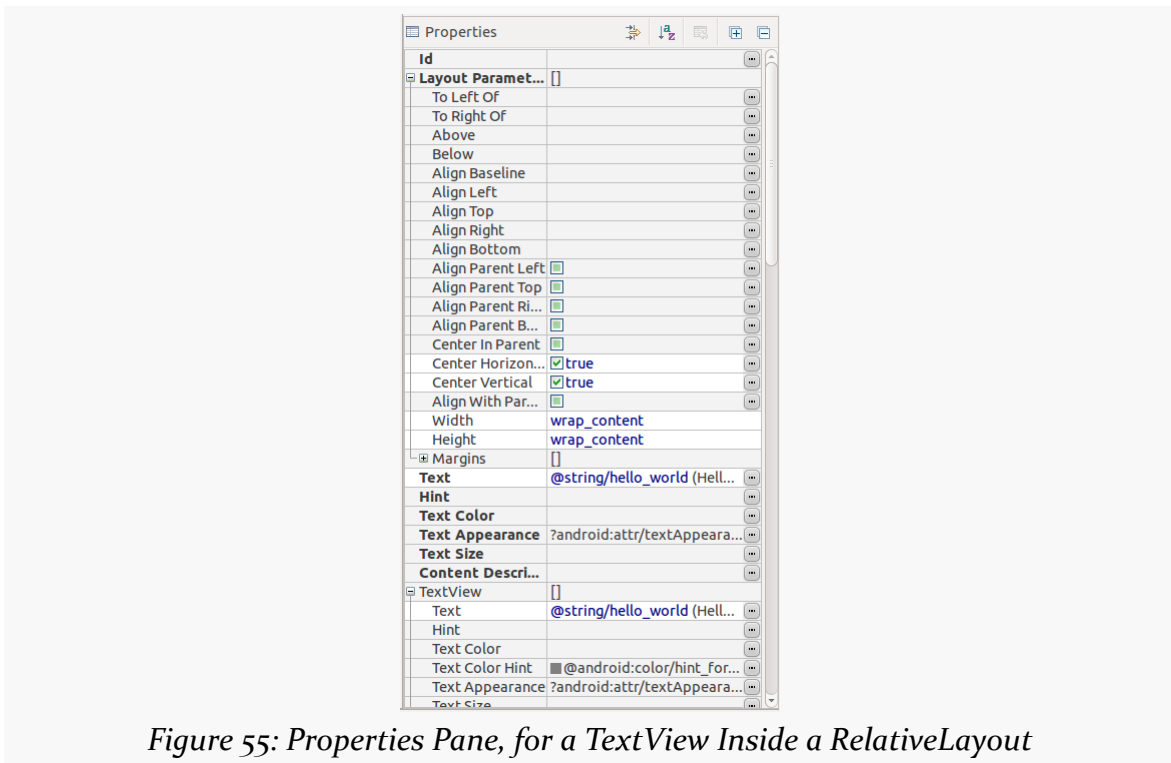 Properties
Id
Layout Paramet... []
To Left Of
To Right Of
Above
Below
Align Baseline
Align Left
Align Top
Align Right
Align Bottom
Align Parent Left
Align Parent Top
Align Parent Ri...
Align Parent B...
Center In Parent
Center Horizon... true
Center Vertical true
Align With Par...
Width wrap_content
Height wrap_content
Margins []
Text @string/hello_world (Hell...
Hint
Text Color
Text Appearance ?android:attr/textAppeara...
Text Size
Content Descri...
TextView []
Text @string/hello_world (Hell...
Hint
Text Color
Text Color Hint @android:color/hint_for...
Text Appearance ?android:attr/textAppeara...
Text Size
Figure 55: Properties Pane, for a TextView Inside a RelativeLayout